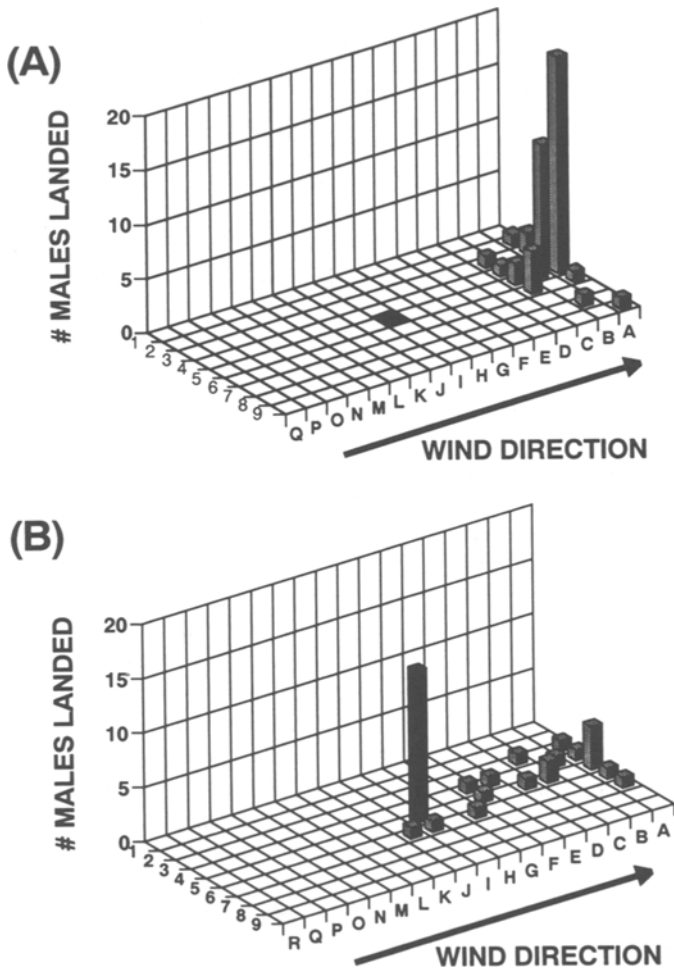 (A)
# MALES LANDED
20
15
10
5
0
1 2 3 4 5 6 7 8 9
Q P O N M L K J I H G F E D C B A
WIND DIRECTION
(B)
# MALES LANDED
20
15
10
5
0
1 2 3 4 5 6 7 8 9
R Q P O N M L K J I H G F E D C B A
WIND DIRECTION